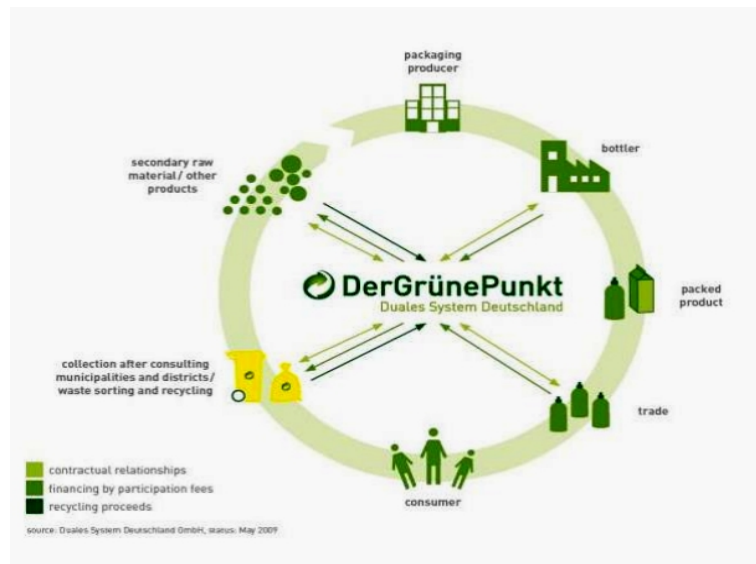 packaging
producer
bottler
secondary raw
material/ other
products
DerGrünePunkt
Duales System Deutschland
packed
product
collection after consulting
municipalities and districts/
waste sorting and recycling
trade
consumer
contractual relationships
financing by participation fees
recycling proceeds
source: Duales System Deutschland GmbH, status: May 2009